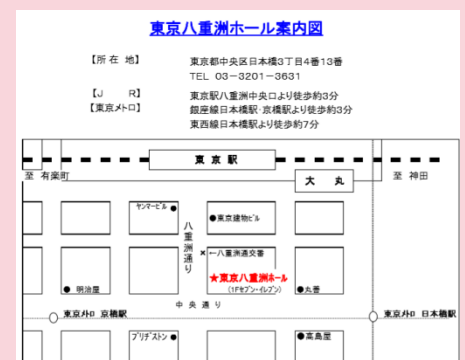 東京八重洲ホール案内図
【所 在 地】 東京都中央区日本橋3丁目4番13番
TEL 03-3201-3631
【J R】 東京駅八重洲中央口より徒歩約3分
【東京メトロ】 銀座線日本橋駅・京橋駅より徒歩約3分
東西線日本橋駅より徒歩約7分
東 京 駅
至 有楽町
大 丸
至 神田
ヤンマービル
東京建物ビル
八重洲通り
×←八重洲通交番
★東京八重洲ホール
(1Fセブン・イレブン)
明治屋
丸善
中 央 通 り
東京メトロ 京橋駅
東京メトロ 日本橋駅
ブリヂストン
高島屋